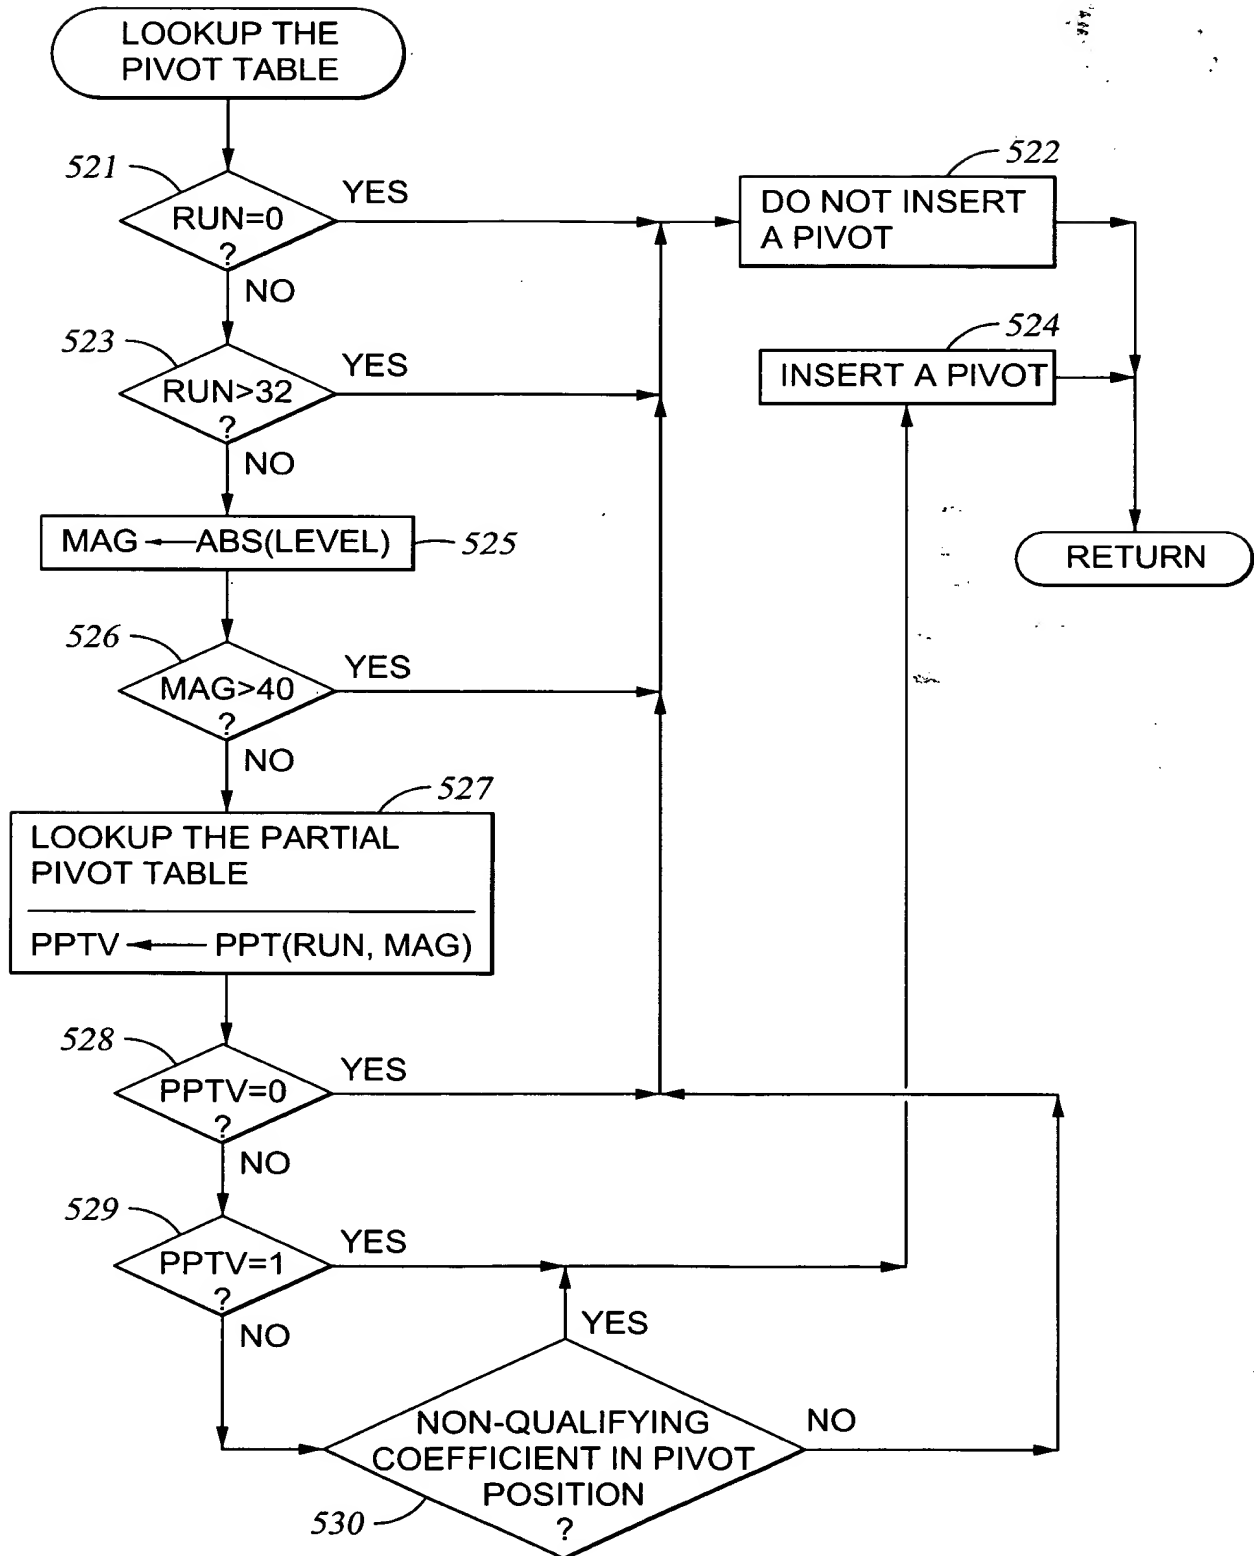 LOOKUP THE
PIVOT TABLE
521
RUN=0
?
YES
NO
522
DO NOT INSERT
A PIVOT
523
RUN>32
?
YES
NO
524
INSERT A PIVOT
MAG ← ABS(LEVEL)
525
RETURN
526
MAG>40
?
YES
NO
527
LOOKUP THE PARTIAL
PIVOT TABLE
PPTV ← PPT(RUN, MAG)
528
PPTV=0
?
YES
NO
529
PPTV=1
?
YES
NO
YES
NON-QUALIFYING
COEFFICIENT IN PIVOT
POSITION
?
NO
530